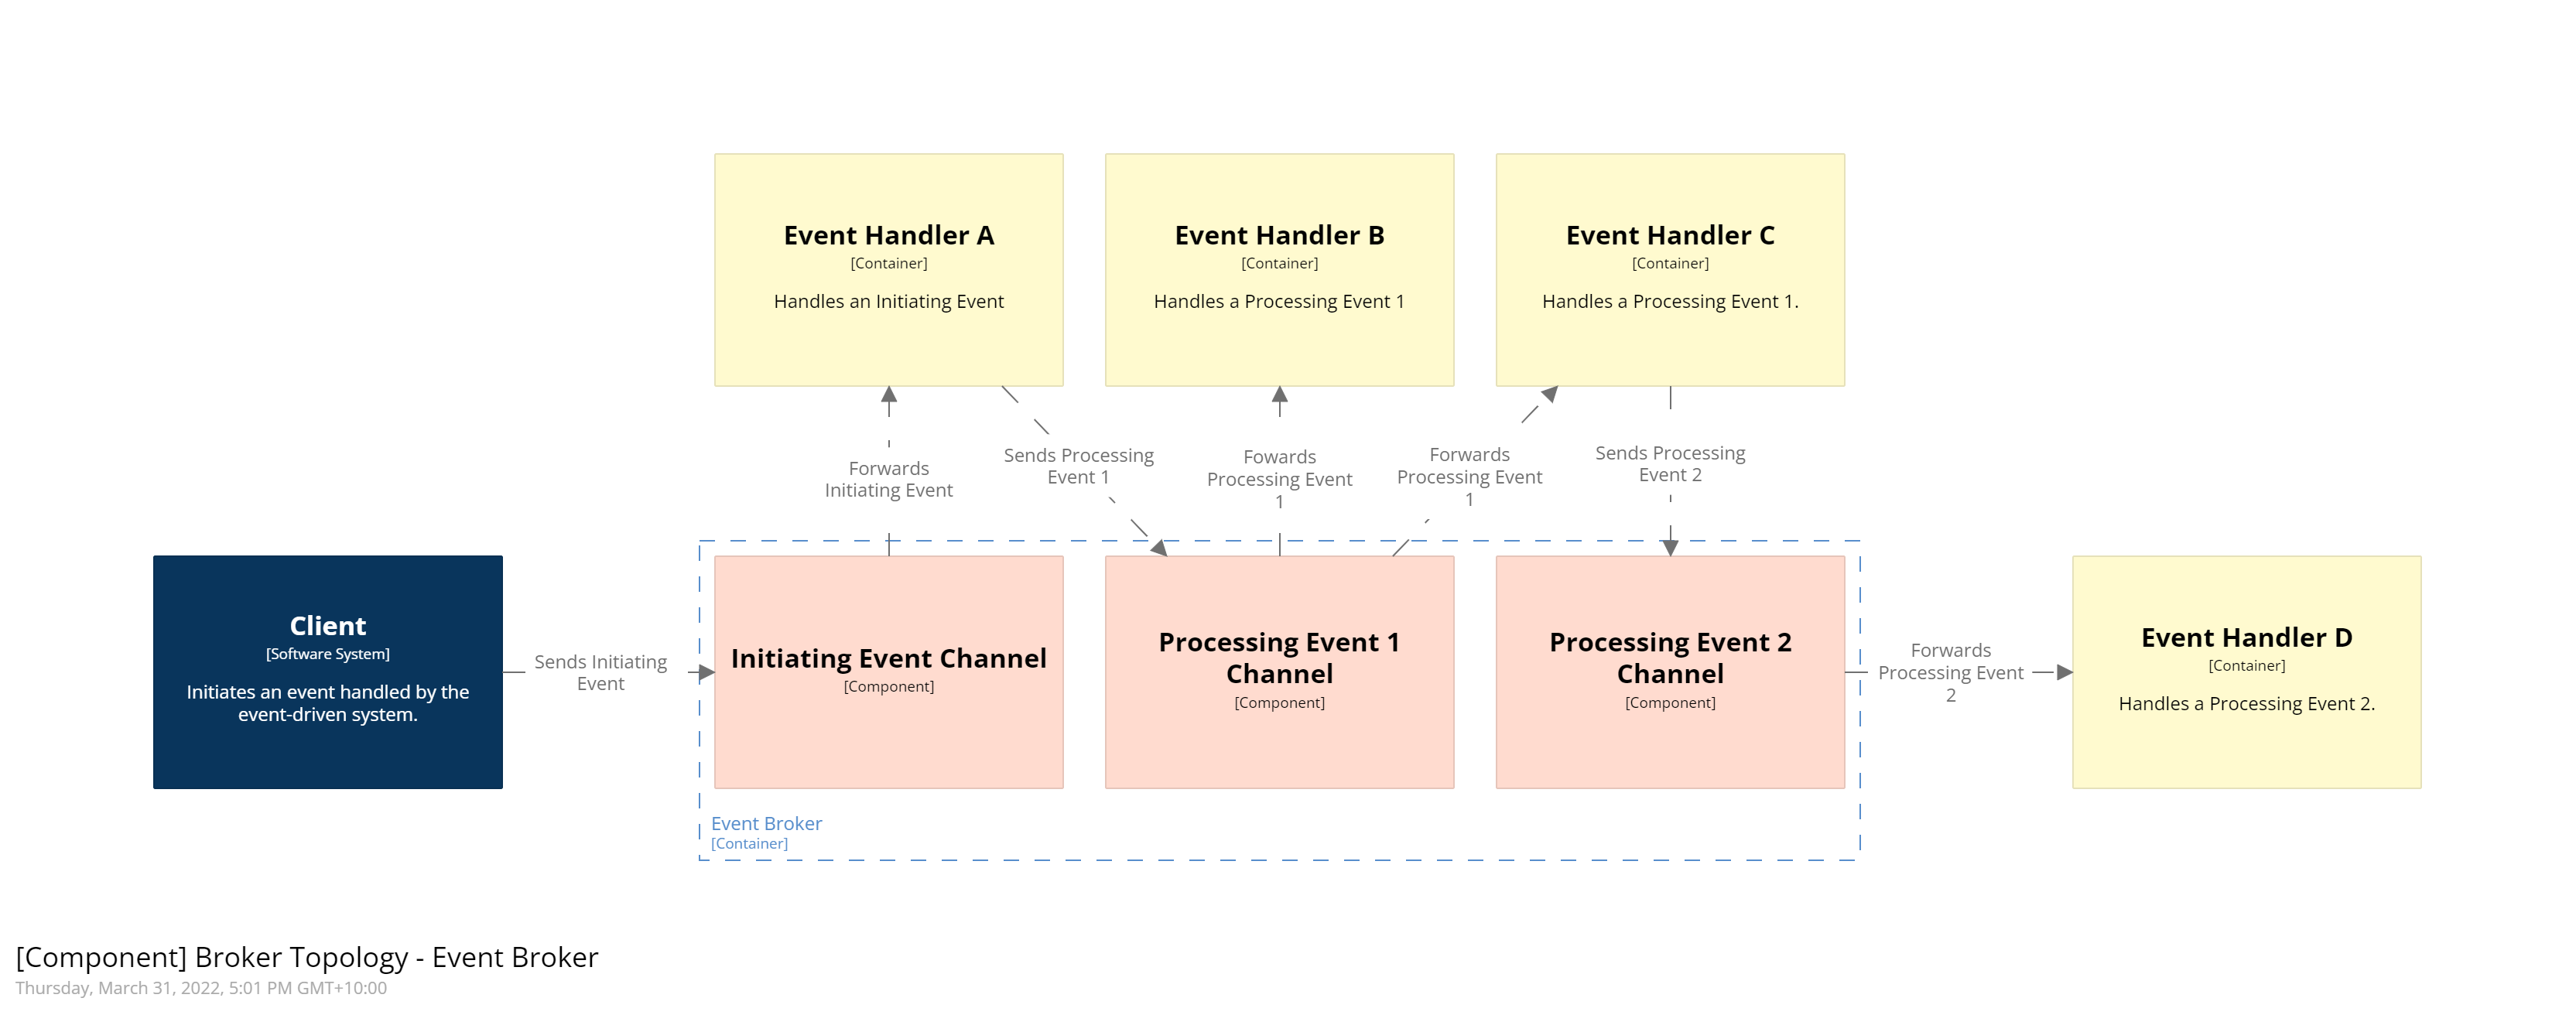 Event Handler A
[Container]
Handles an Initiating Event
Event Handler B
[Container]
Handles a Processing Event 1
Event Handler C
[Container]
Handles a Processing Event 1.
Forwards
Initiating Event
Sends Processing
Event 1
Fowards
Processing Event
1
Forwards
Processing Event
1
Sends Processing
Event 2
Client
[Software System]
Initiates an event handled by the
event-driven system.
Sends Initiating
Event
Initiating Event Channel
[Component]
Processing Event 1
Channel
[Component]
Processing Event 2
Channel
[Component]
Forwards
Processing Event
2
Event Handler D
[Container]
Handles a Processing Event 2.
Event Broker
[Container]
[Component] Broker Topology - Event Broker
Thursday, March 31, 2022, 5:01 PM GMT+10:00